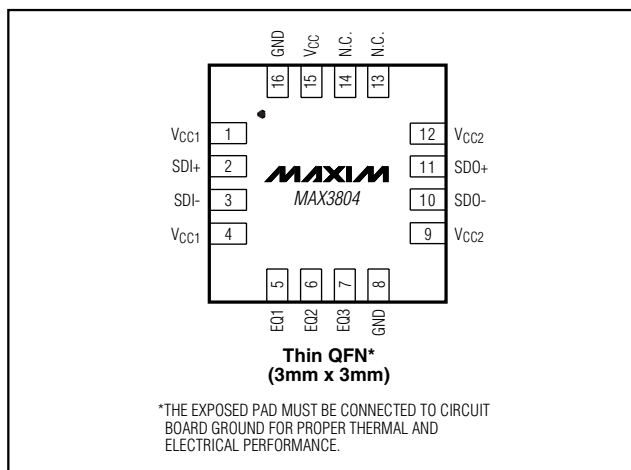 GND
VCC
N.C.
N.C.
16
15
14
13
VCC1 1
12 VCC2
SDI+ 2
11 SDO+
MAXIM
MAX3804
SDI- 3
10 SDO-
VCC1 4
9 VCC2
5
6
7
8
EQ1
EQ2
EQ3
GND
Thin QFN*
(3mm x 3mm)
*THE EXPOSED PAD MUST BE CONNECTED TO CIRCUIT
BOARD GROUND FOR PROPER THERMAL AND
ELECTRICAL PERFORMANCE.